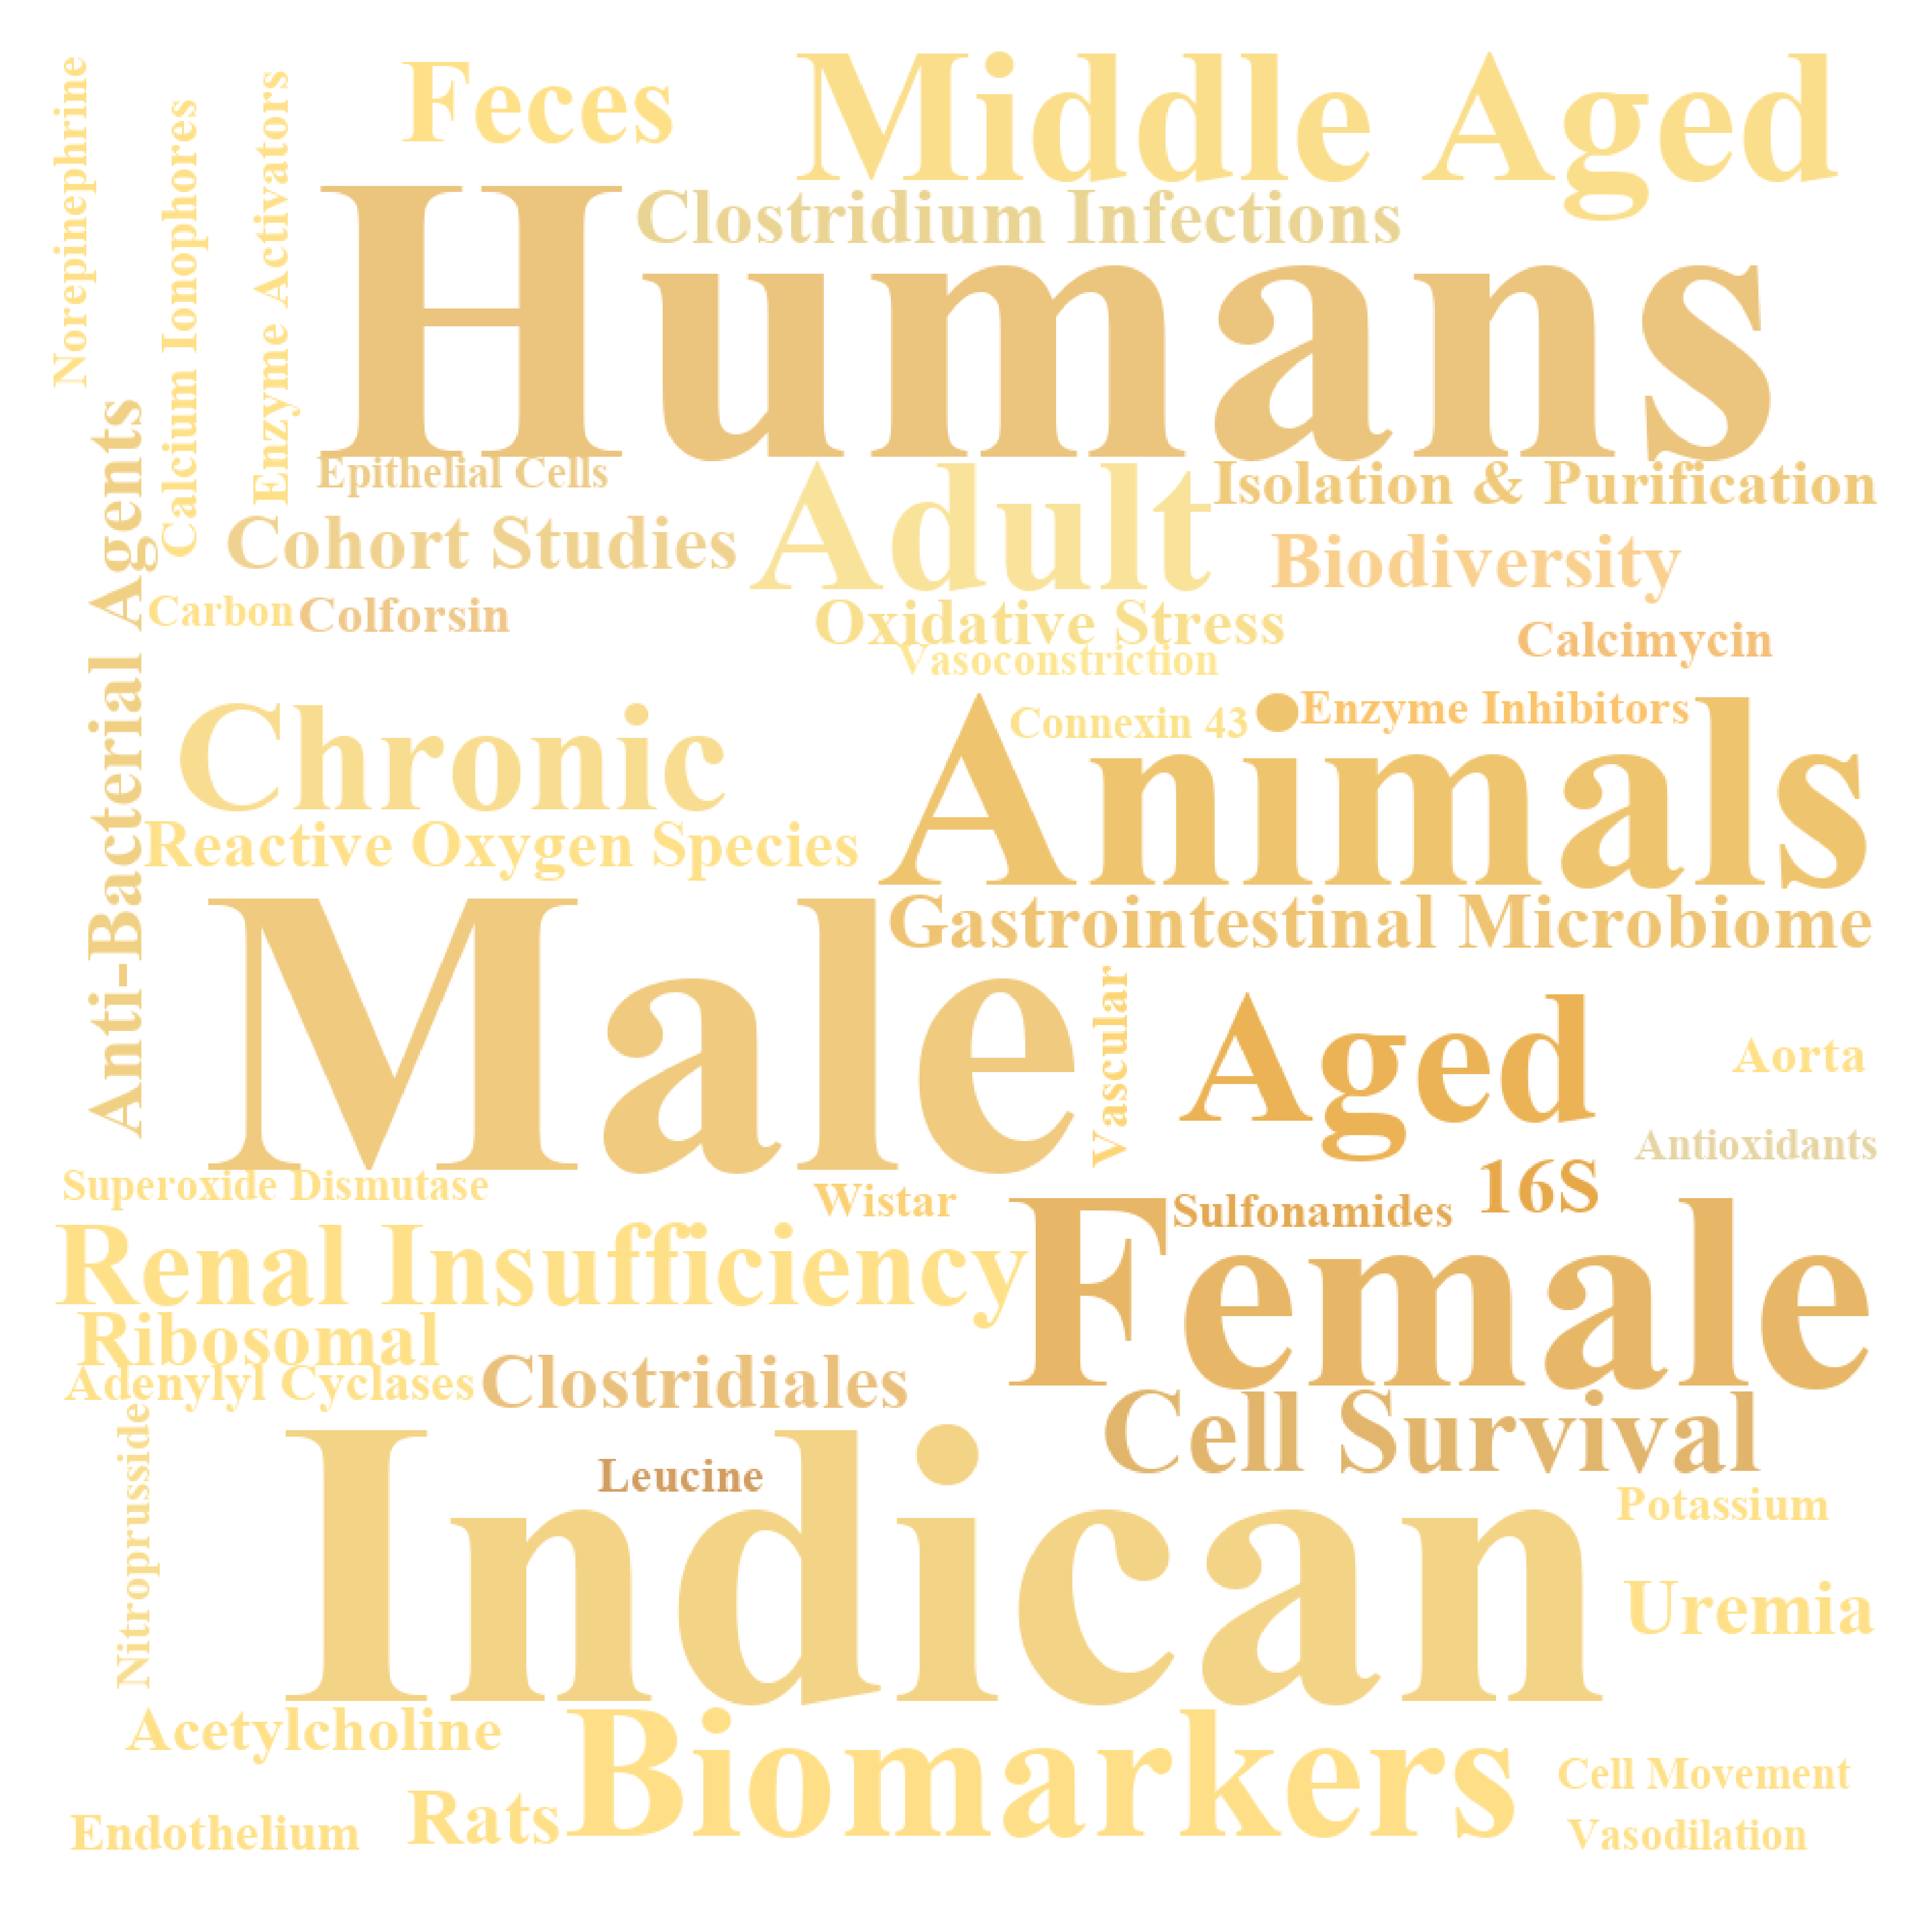 Norepinephrine
Calcium Ionophores
Enzyme Activators
Feces
Middle Aged
Clostridium Infections
Humans
Epithelial Cells
Cohort Studies
Adult
Isolation & Purification
Biodiversity
Anti-Bacterial Agents
Carbon
Colforsin
Oxidative Stress
Vasoconstriction
Calcimycin
Chronic
Connexin 43
Enzyme Inhibitors
Animals
Reactive Oxygen Species
Gastrointestinal Microbiome
Male
Vascular
Aged
Aorta
Antioxidants
Superoxide Dismutase
Wistar
Sulfonamides
16S
Renal Insufficiency
Female
Ribosomal
Adenylyl Cyclases
Clostridiales
Cell Survival
Nitroprusside
Leucine
Indican
Potassium
Uremia
Acetylcholine
Biomarkers
Rats
Endothelium
Cell Movement
Vasodilation